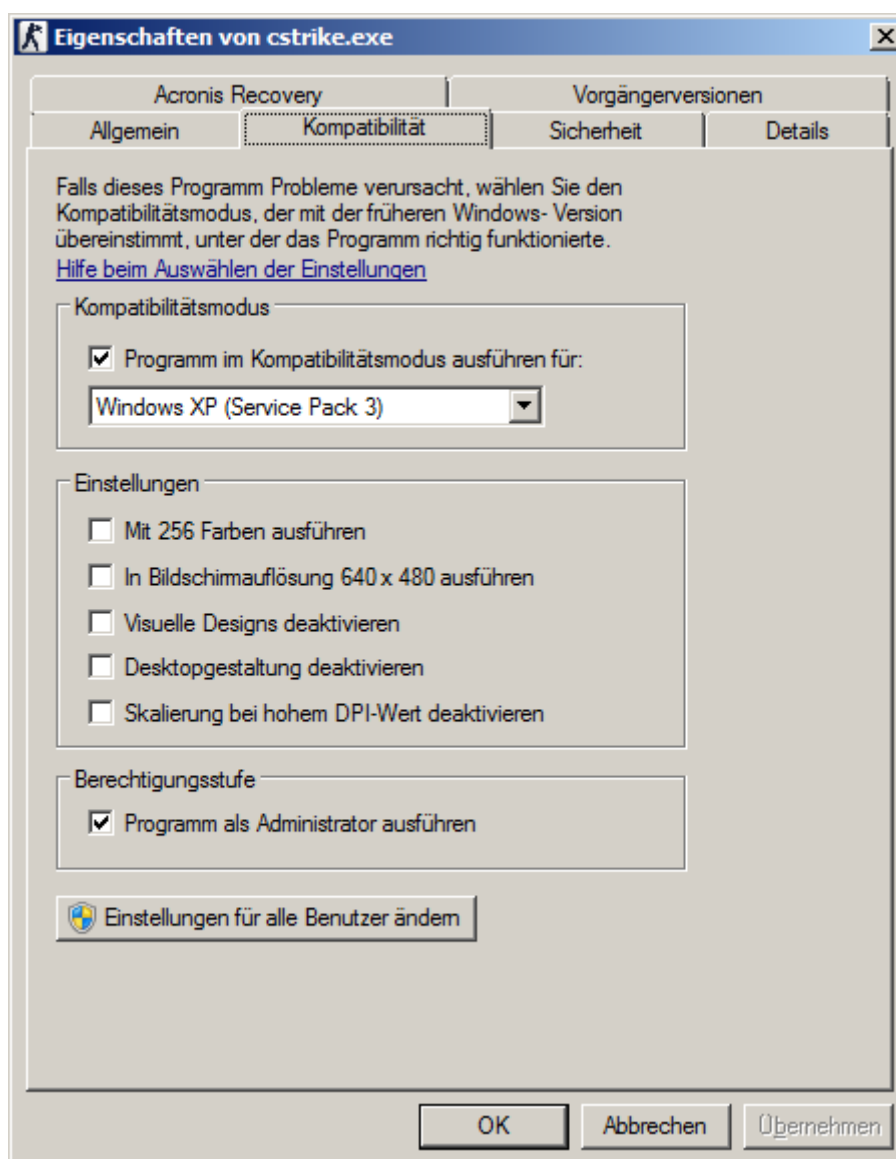 Eigenschaften von cstrike.exe
Acronis Recovery
Vorgängerversionen
Allgemein
Kompatibilität
Sicherheit
Details
Falls dieses Programm Probleme verursacht, wählen Sie den
Kompatibilitätsmodus, der mit der früheren Windows- Version
übereinstimmt, unter der das Programm richtig funktionierte.
Hilfe beim Auswählen der Einstellungen
Kompatibilitätsmodus
Programm im Kompatibilitätsmodus ausführen für:
Windows XP (Service Pack 3)
Einstellungen
Mit 256 Farben ausführen
In Bildschirmauflösung 640 x 480 ausführen
Visuelle Designs deaktivieren
Desktopgestaltung deaktivieren
Skalierung bei hohem DPI-Wert deaktivieren
Berechtigungsstufe
Programm als Administrator ausführen
Einstellungen für alle Benutzer ändern
OK
Abbrechen
Übernehmen